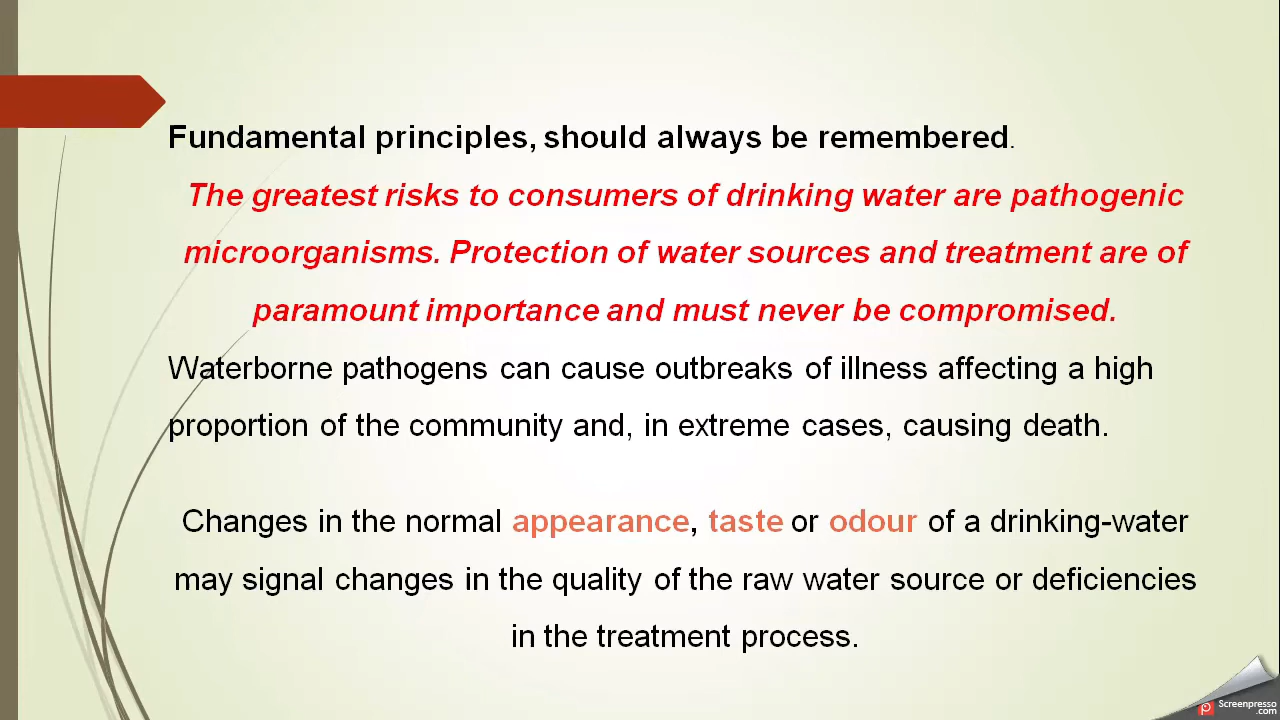 Fundamental principles, should always be remembered.
The greatest risks to consumers of drinking water are pathogenic
microorganisms. Protection of water sources and treatment are of
paramount importance and must never be compromised.
Waterborne pathogens can cause outbreaks of illness affecting a high
proportion of the community and, in extreme cases, causing death.
Changes in the normal appearance, taste or odour of a drinking-water
may signal changes in the quality of the raw water source or deficiencies
in the treatment process.
Screenpresso
.com